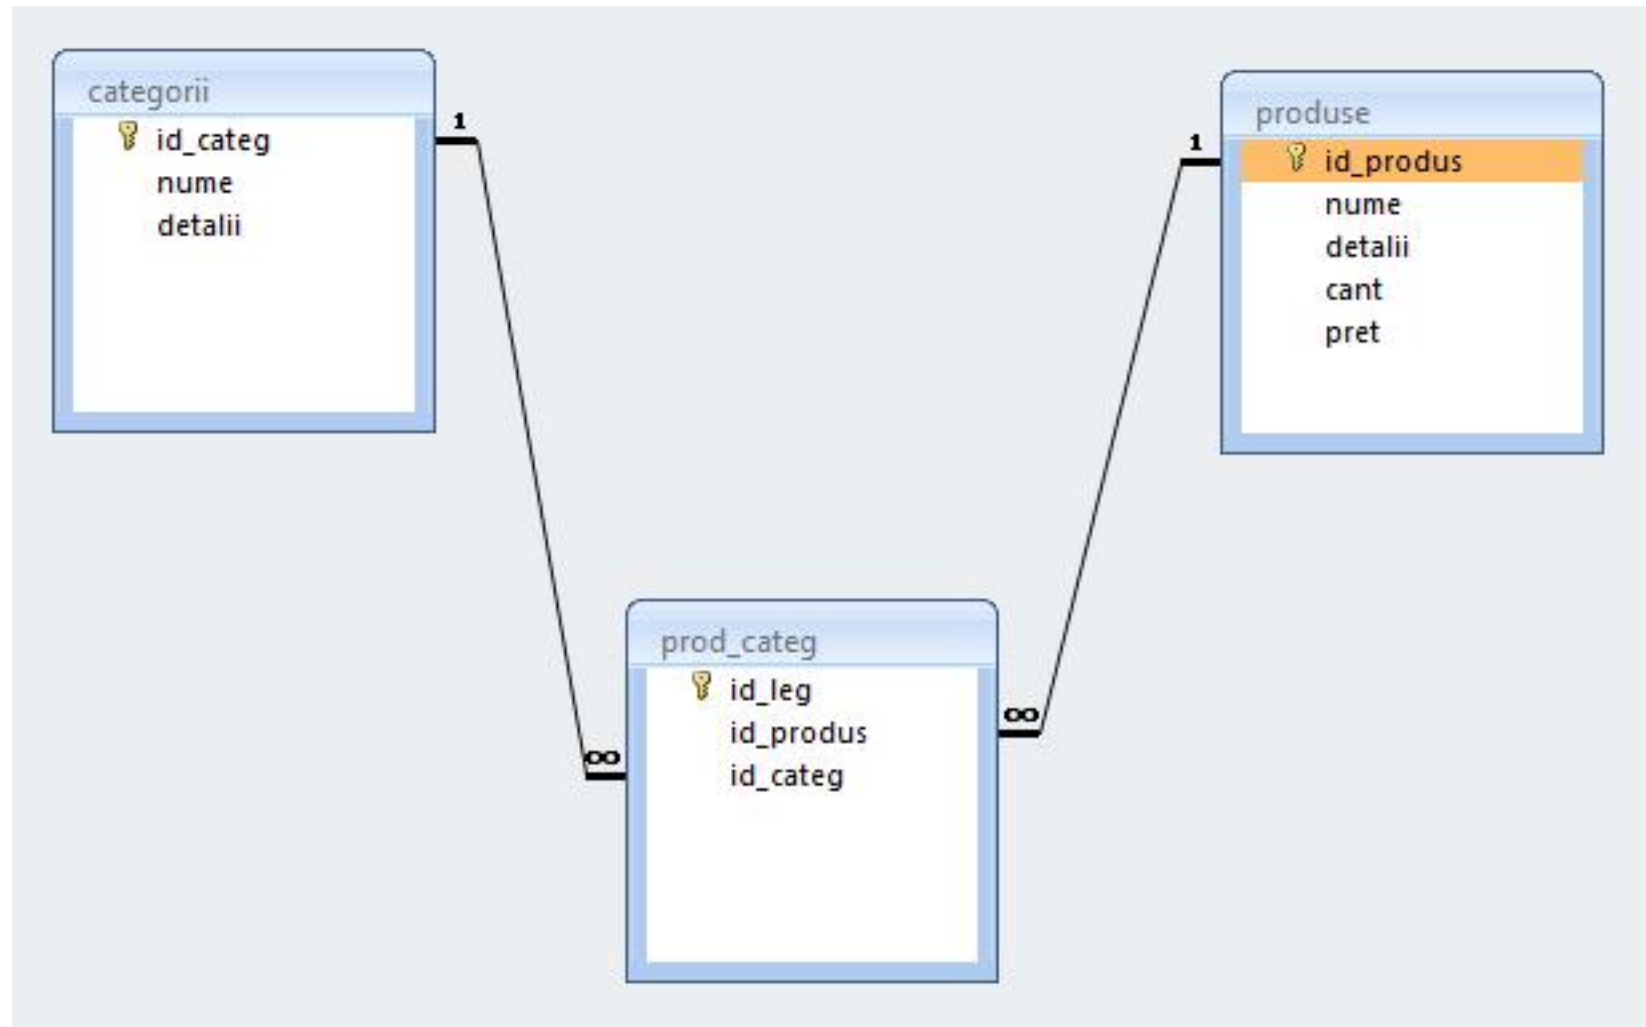 categorii
id_categ
nume
detalii
1
1
produse
id_produs
nume
detalii
cant
pret
prod_categ
id_leg
id_produs
id_categ
∞
∞